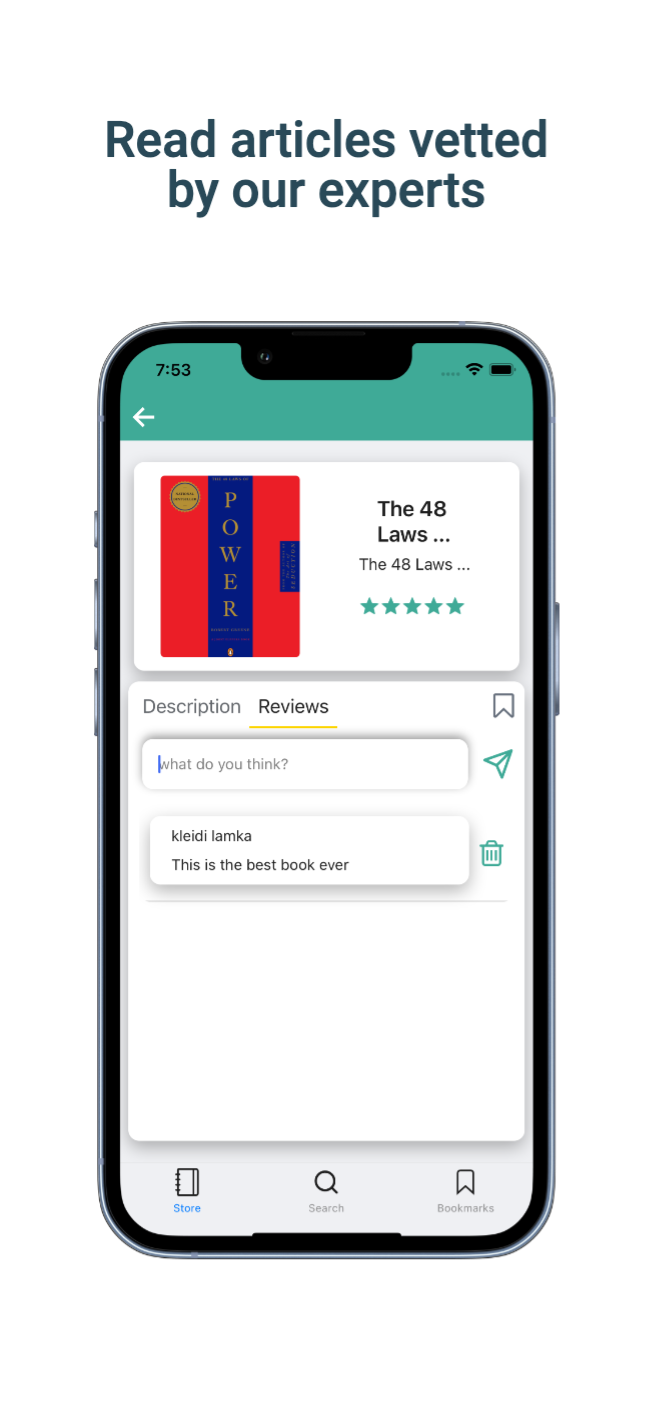 Read articles vetted
by our experts
7:53
THE 48 LAWS OF
P
O
W
E
R
ROBERT GREENE
SEDUCTION
The 48
Laws ...
The 48 Laws ...
Description
Reviews
what do you think?
kleidi lamka
This is the best book ever
Store
Search
Bookmarks